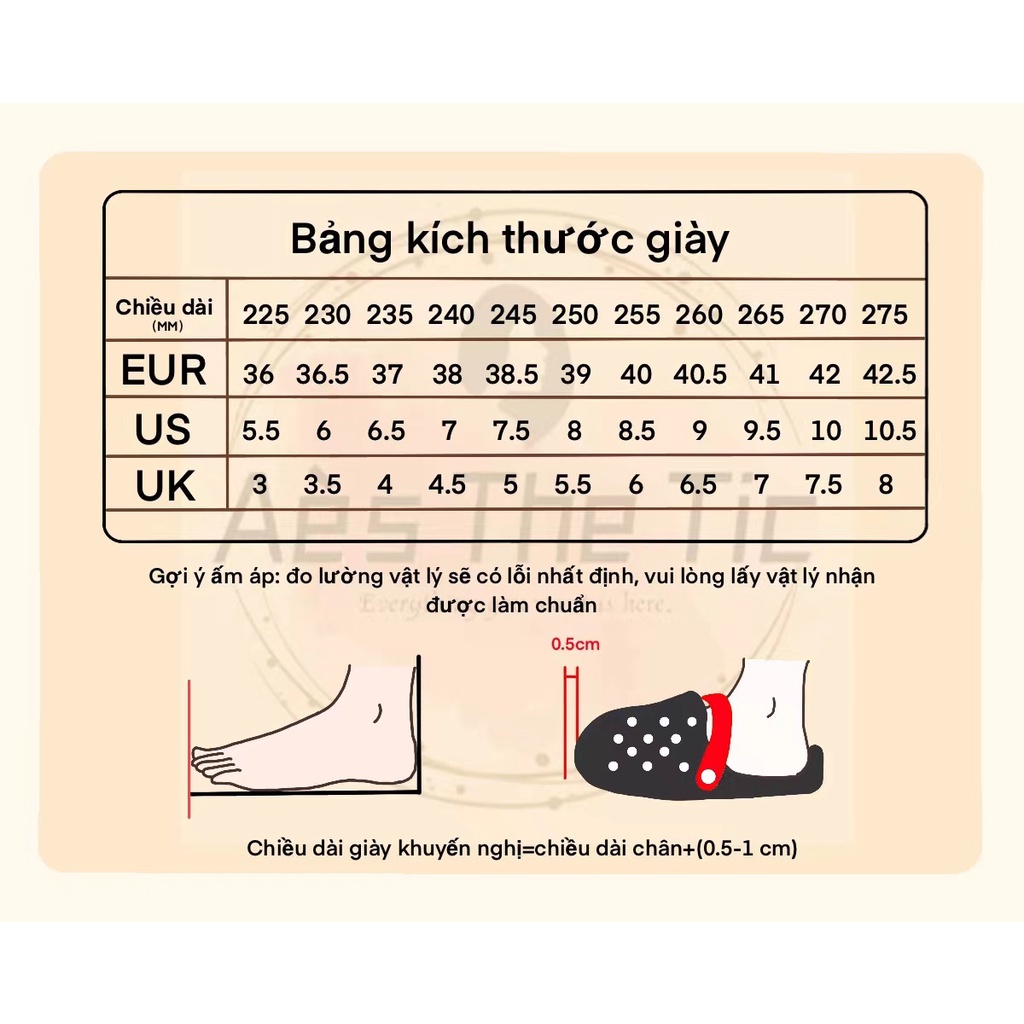 Bảng kích thước giày
Chiều dài 225 230 235 240 245 250 255 260 265 270 275
(MM)
EUR 36 36.5 37 38 38.5 39 40 40.5 41 42 42.5
US 5.5 6 6.5 7 7.5 8 8.5 9 9.5 10 10.5
UK 3 3.5 4 4.5 5 5.5 6 6.5 7 7.5 8
Aès The Tic
Gợi ý ấm áp: đo lường vật lý sẽ có lỗi nhất định, vui lòng lấy vật lý nhận
được làm chuẩn
here.
0.5cm
Chiều dài giày khuyến nghị=chiều dài chân+(0.5-1 cm)